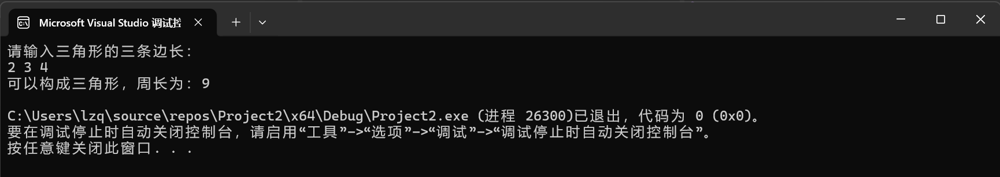 Microsoft Visual Studio 调试控
请输入三角形的三条边长：
2 3 4
可以构成三角形，周长为：9
C:\Users\lzq\source\repos\Project2\x64\Debug\Project2.exe (进程 26300)已退出，代码为 0 (0x0)。
要在调试停止时自动关闭控制台，请启用“工具”->“选项”->“调试”->“调试停止时自动关闭控制台”。
按任意键关闭此窗口. . .